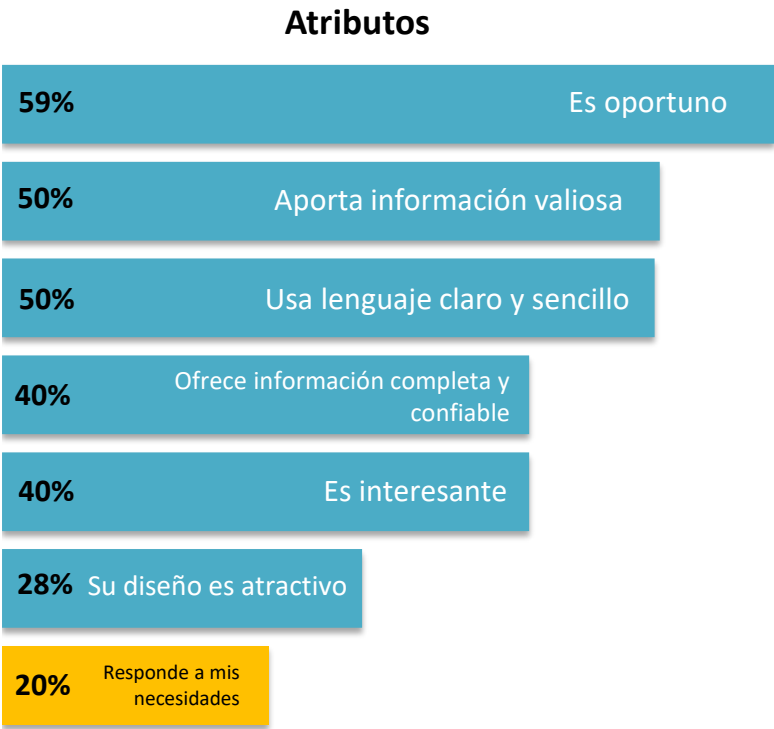 Atributos
59% Es oportuno
50% Aporta información valiosa
50% Usa lenguaje claro y sencillo
40% Ofrece información completa y
confiable
40% Es interesante
28% Su diseño es atractivo
20% Responde a mis
necesidades